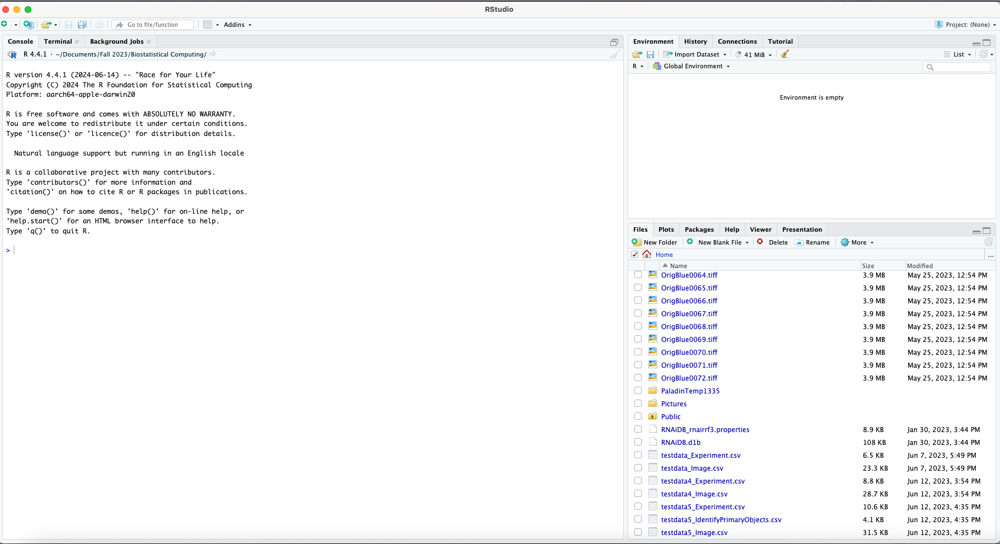 RStudio
Go to file/function
Addins
Project: (None)
Console Terminal Background Jobs
R 4.4.1 · ~/Documents/Fall 2023/Biostatistical Computing/
R version 4.4.1 (2024-06-14) -- "Race for Your Life"
Copyright (C) 2024 The R Foundation for Statistical Computing
Platform: aarch64-apple-darwin20
R is free software and comes with ABSOLUTELY NO WARRANTY.
You are welcome to redistribute it under certain conditions.
Type 'license()' or 'licence()' for distribution details.
Natural language support but running in an English locale
R is a collaborative project with many contributors.
Type 'contributors()' for more information and
'citation()' on how to cite R or R packages in publications.
Type 'demo()' for some demos, 'help()' for on-line help, or
'help.start()' for an HTML browser interface to help.
Type 'q()' to quit R.
>
Environment History Connections Tutorial
Import Dataset 41 MiB List
R Global Environment
Environment is empty
Files Plots Packages Help Viewer Presentation
New Folder New Blank File Delete Rename More
Home ...
Name Size Modified
OrigBlue0064.tiff 3.9 MB May 25, 2023, 12:54 PM
OrigBlue0065.tiff 3.9 MB May 25, 2023, 12:54 PM
OrigBlue0066.tiff 3.9 MB May 25, 2023, 12:54 PM
OrigBlue0067.tiff 3.9 MB May 25, 2023, 12:54 PM
OrigBlue0068.tiff 3.9 MB May 25, 2023, 12:54 PM
OrigBlue0069.tiff 3.9 MB May 25, 2023, 12:54 PM
OrigBlue0070.tiff 3.9 MB May 25, 2023, 12:54 PM
OrigBlue0071.tiff 3.9 MB May 25, 2023, 12:54 PM
OrigBlue0072.tiff 3.9 MB May 25, 2023, 12:54 PM
PaladinTemp1335
Pictures
Public
RNAiDB_rnairrf3.properties 8.9 KB Jan 30, 2023, 3:44 PM
RNAiDB.d1b 108 KB Jan 30, 2023, 3:44 PM
testdata_Experiment.csv 6.5 KB Jun 7, 2023, 5:49 PM
testdata_Image.csv 23.3 KB Jun 7, 2023, 5:49 PM
testdata4_Experiment.csv 8.8 KB Jun 12, 2023, 3:54 PM
testdata4_Image.csv 28.7 KB Jun 12, 2023, 3:54 PM
testdata5_Experiment.csv 10.6 KB Jun 12, 2023, 4:35 PM
testdata5_IdentifyPrimaryObjects.csv 4.1 KB Jun 12, 2023, 4:35 PM
testdata5_Image.csv 31.5 KB Jun 12, 2023, 4:35 PM